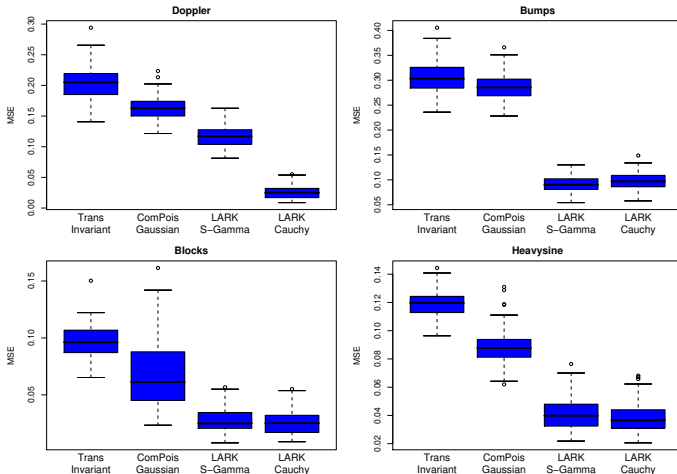 Doppler
MSE
0.00
0.05
0.10
0.15
0.20
0.25
0.30
Trans
Invariant
ComPois
Gaussian
LARK
S−Gamma
LARK
Cauchy
Bumps
MSE
0.05
0.10
0.15
0.20
0.25
0.30
0.35
0.40
Trans
Invariant
ComPois
Gaussian
LARK
S−Gamma
LARK
Cauchy
Blocks
MSE
0.05
0.10
0.15
Trans
Invariant
ComPois
Gaussian
LARK
S−Gamma
LARK
Cauchy
Heavysine
MSE
0.02
0.04
0.06
0.08
0.10
0.12
0.14
Trans
Invariant
ComPois
Gaussian
LARK
S−Gamma
LARK
Cauchy